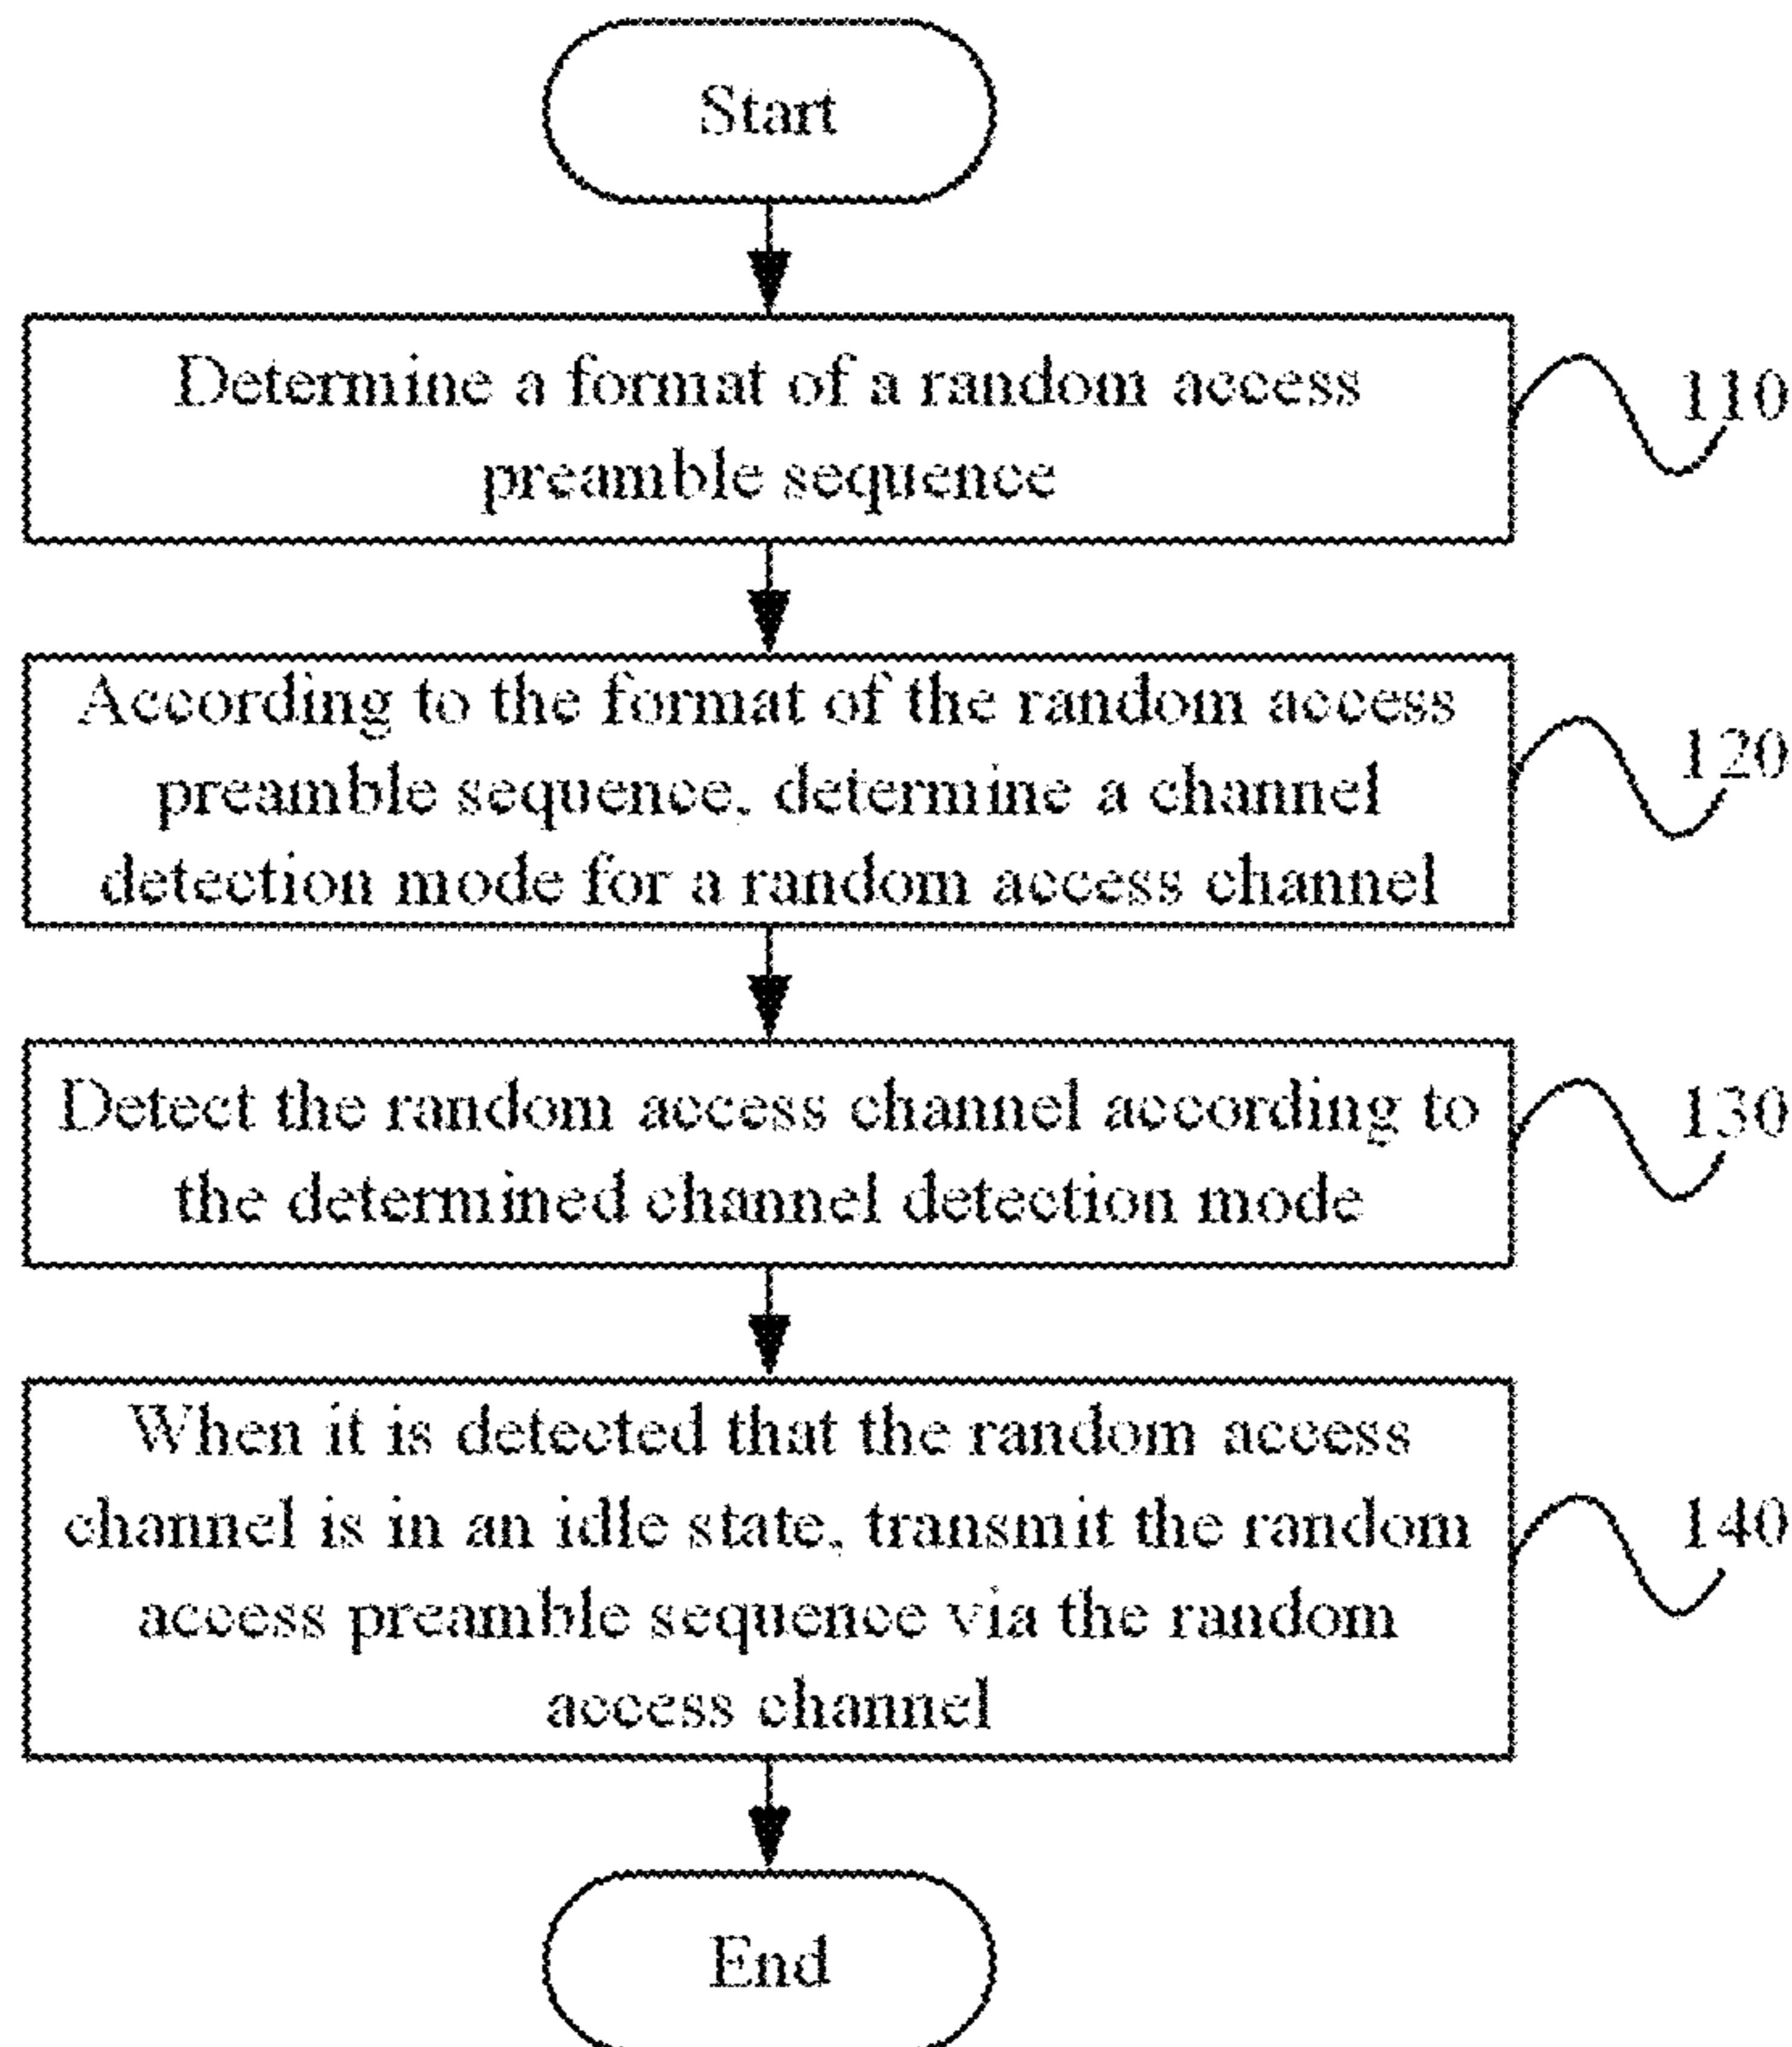 Start
Determine a format of a random access
preamble sequence
110
According to the format of the random access
preamble sequence, determine a channel
detection mode for a random access channel
120
Detect the random access channel according to
the determined channel detection mode
130
When it is detected that the random access
channel is in an idle state, transmit the random
access preamble sequence via the random
access channel
140
End